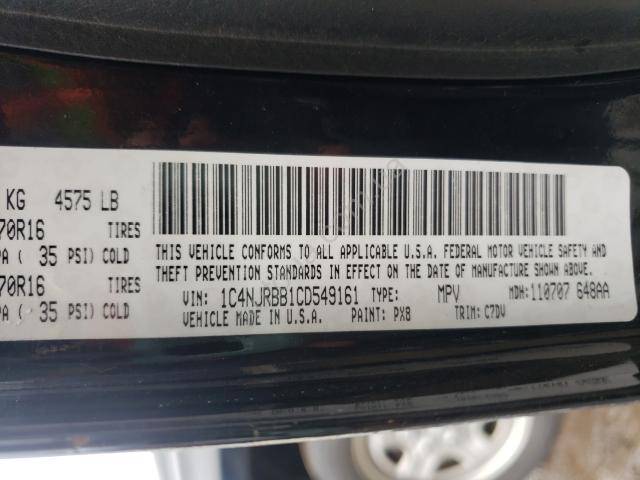 KG 4575 LB
70R16 TIRES
PA ( 35 PSI) COLD
70R16 TIRES
PA ( 35 PSI) COLD
THIS VEHICLE CONFORMS TO ALL APPLICABLE U.S.A. FEDERAL MOTOR VEHICLE SAFETY AND
THEFT PREVENTION STANDARDS IN EFFECT ON THE DATE OF MANUFACTURE SHOWN ABOVE.
VIN: 1C4NJRBB1CD549161 TYPE: MPV MDH: 110707 648AA
VEHICLE MADE IN U.S.A. PAINT: PX8 TRIM: C7DV